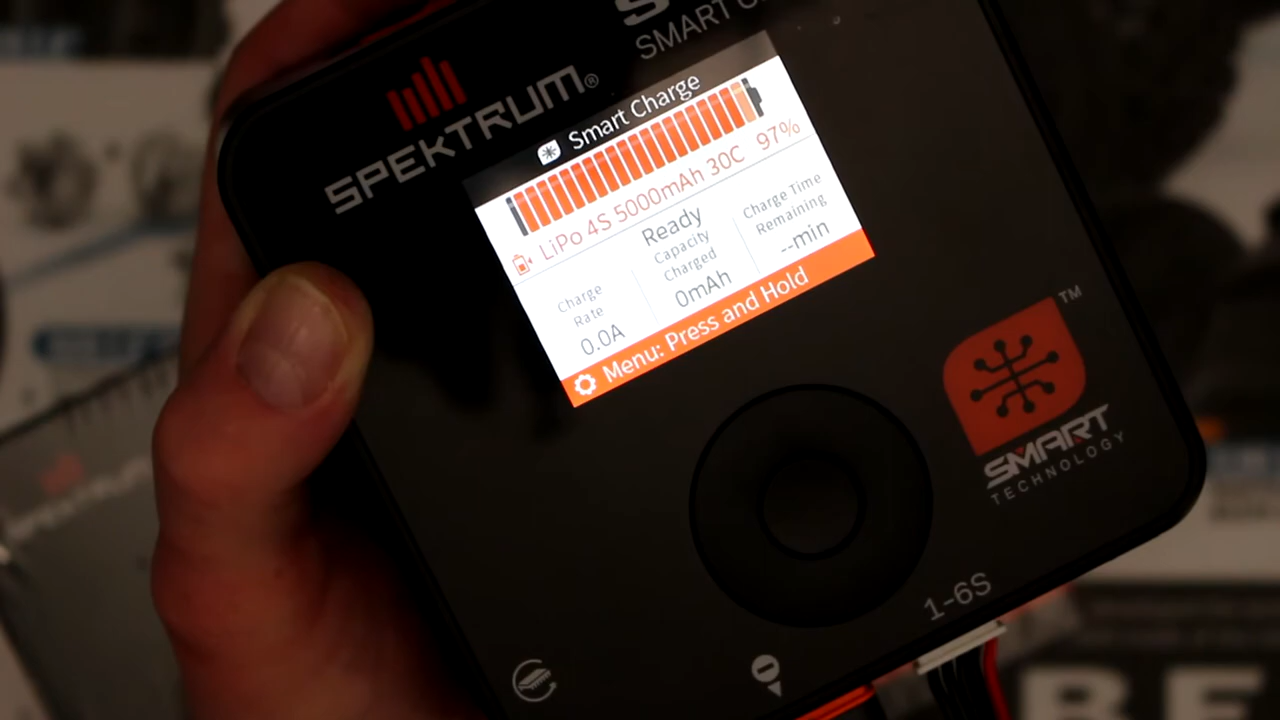 SMART
SPEKTRUM®
Smart Charge
LiPo 4S 5000mAh 30C 97%
Ready
Charge
Rate
0.0A
Capacity
Charged
0mAh
Charge Time
Remaining
--min
Menu: Press and Hold
SMART
TECHNOLOGY
TM
1-6S
BE